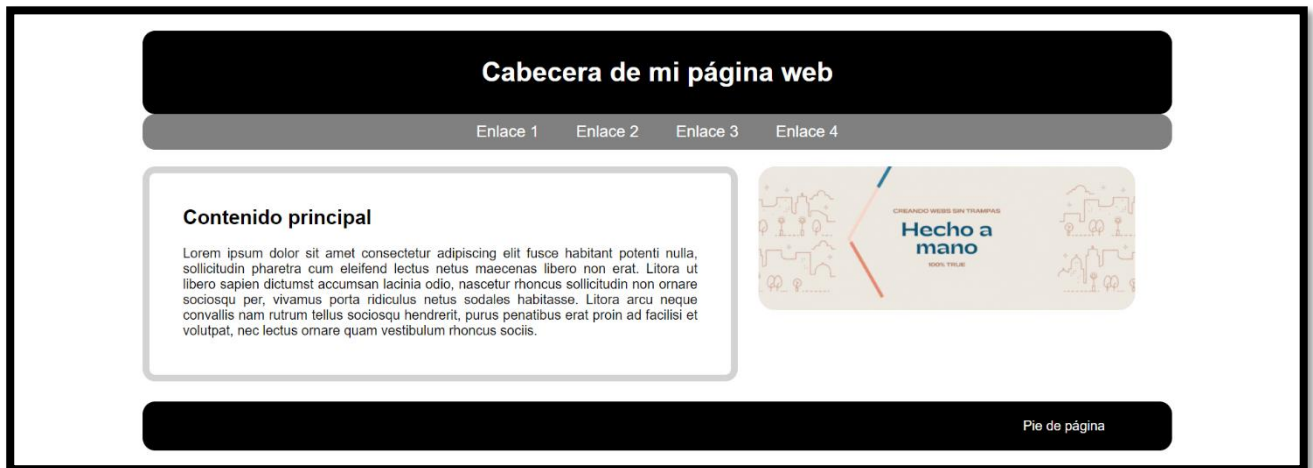 Cabecera de mi página web
Enlace 1 Enlace 2 Enlace 3 Enlace 4
Contenido principal
Lorem ipsum dolor sit amet consectetur adipiscing elit fusce habitant potenti nulla,
sollicitudin pharetra cum eleifend lectus netus maecenas libero non erat. Litora ut
libero sapien dictumst accumsan lacinia odio, nascetur rhoncus sollicitudin non ornare
sociosqu per, vivamus porta ridiculus netus sodales habitasse. Litora arcu neque
convallis nam rutrum tellus sociosqu hendrerit, purus penatibus erat proin ad facilisi et
volutpat, nec lectus ornare quam vestibulum rhoncus sociis.
CREANDO WEBS SIN TRAMPAS
Hecho a
mano
100% TRUE
Pie de página